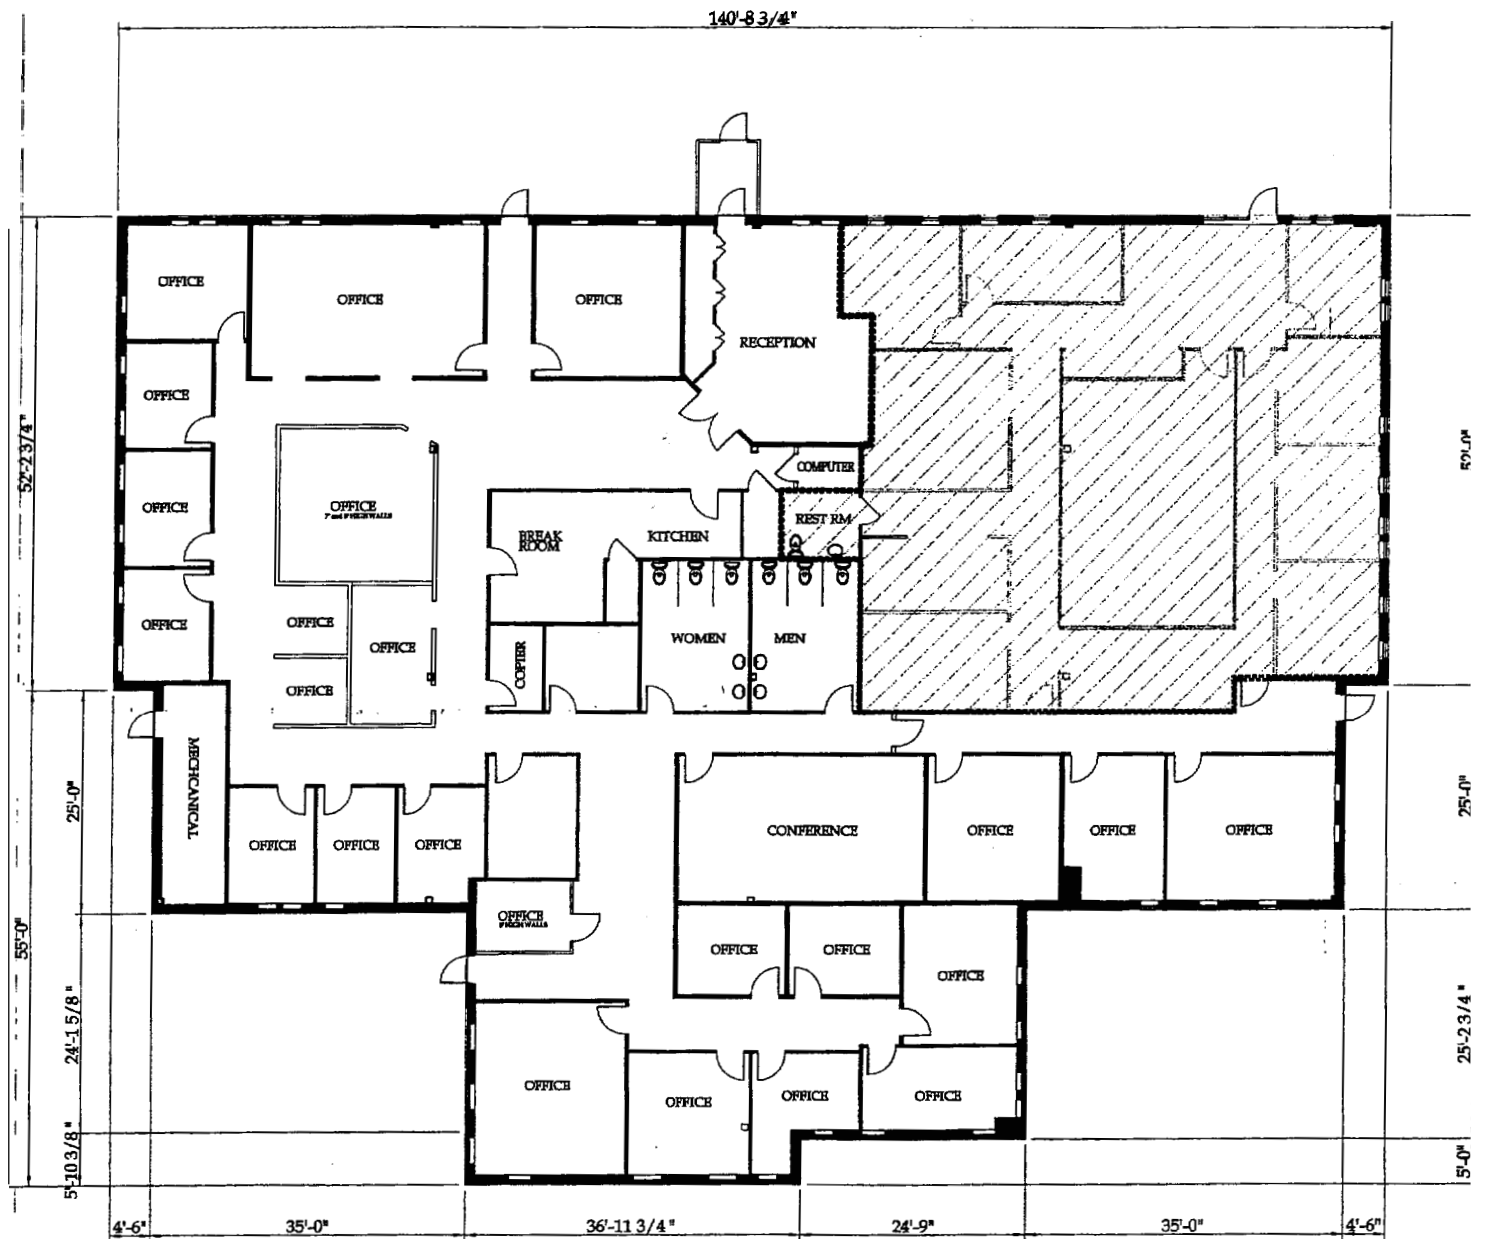 140'-8 3/4"
OFFICE
OFFICE
OFFICE
RECEPTION
OFFICE
52'-2 3/4"
52'-0"
COMPUTER
OFFICE
OFFICE
REST RM
BREAK
ROOM
KITCHEN
OFFICE
OFFICE
WOMEN
MEN
OFFICE
COPIER
OFFICE
MECHCANICAL
25'-0"
25'-0"
CONFERENCE
OFFICE
OFFICE
OFFICE
OFFICE
OFFICE
OFFICE
OFFICE
55'-0"
OFFICE
OFFICE
OFFICE
24'-1 5/8"
25'-2 3/4"
OFFICE
OFFICE
OFFICE
OFFICE
5'-10 3/8"
5'-0"
4'-6"
35'-0"
36'-11 3/4"
24'-9"
35'-0"
4'-6"